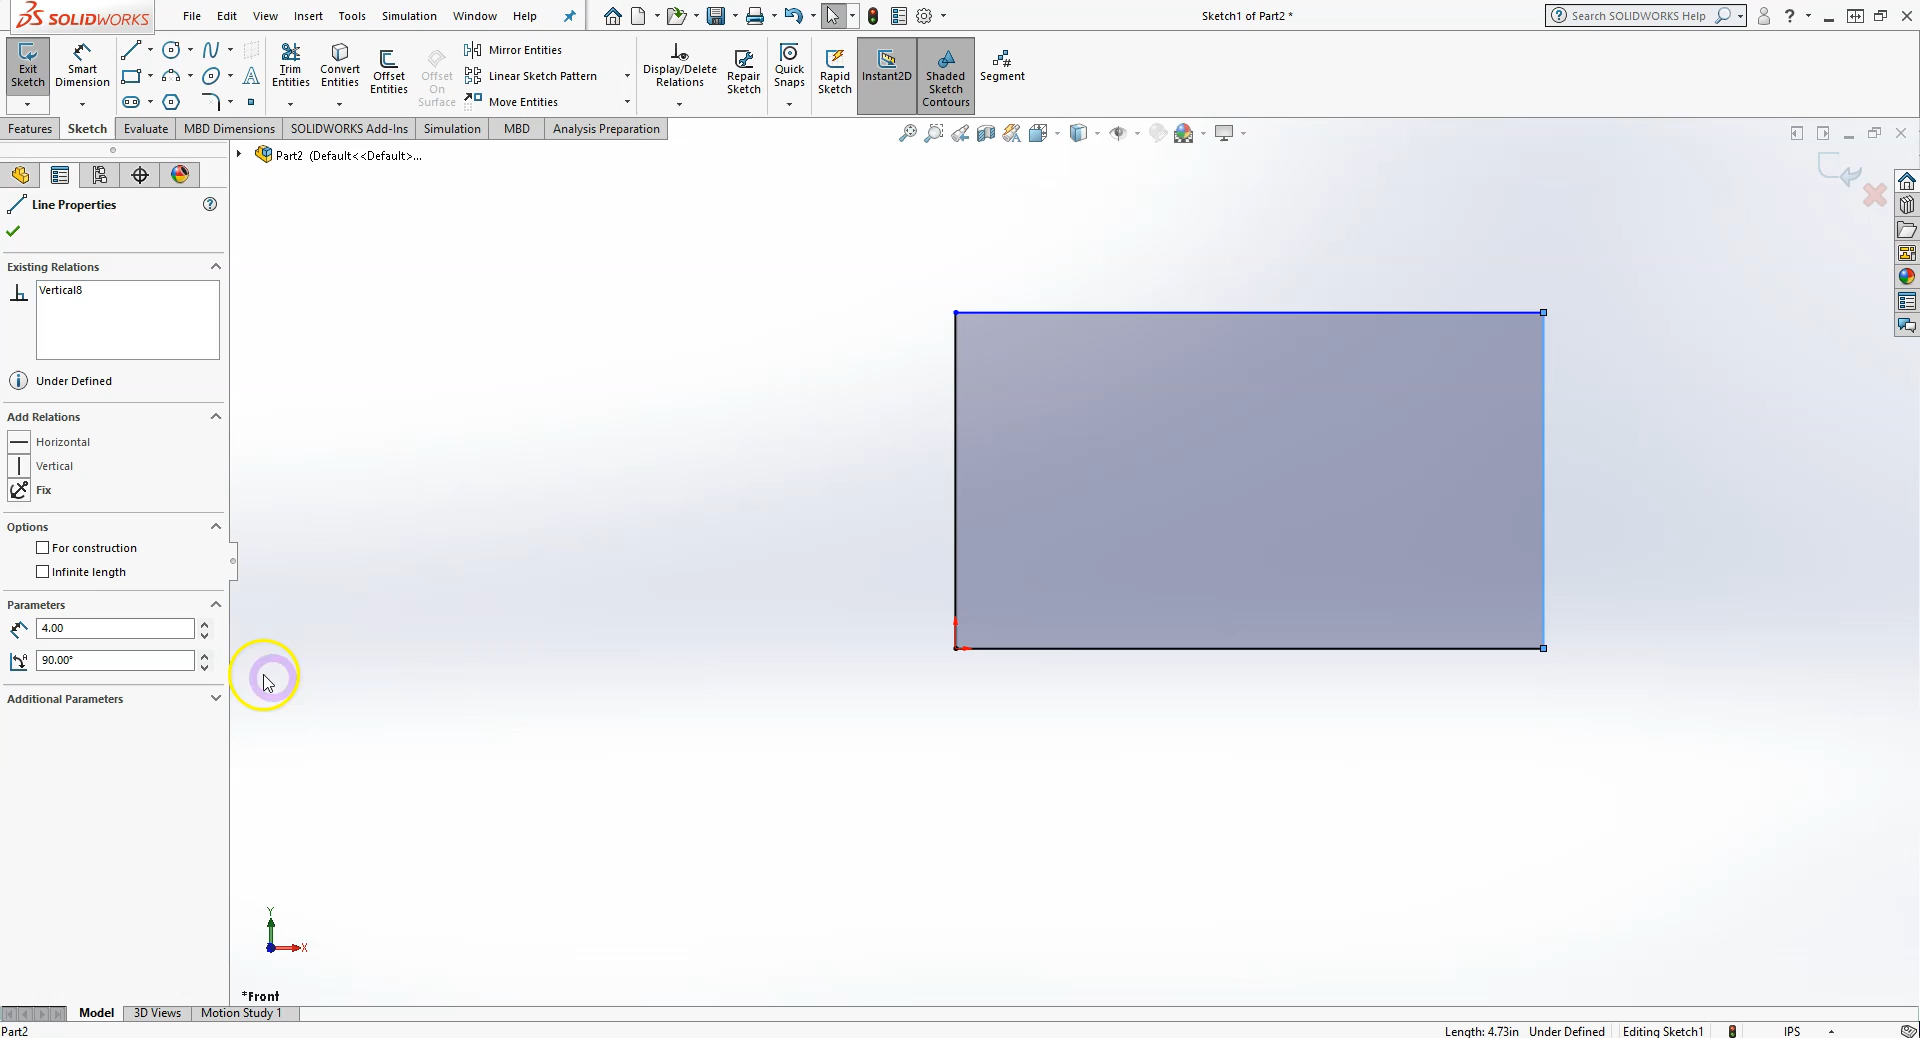 SOLIDWORKS File Edit View Insert Tools Simulation Window Help Sketch1 of Part2 * Search SOLIDWORKS Help ?
Exit Sketch
Smart Dimension
Trim Entities
Convert Entities
Offset Entities
Offset On Surface
Mirror Entities
Linear Sketch Pattern
Move Entities
Display/Delete Relations
Repair Sketch
Quick Snaps
Rapid Sketch
Instant2D
Shaded Sketch Contours
Segment
Features Sketch Evaluate MBD Dimensions SOLIDWORKS Add-Ins Simulation MBD Analysis Preparation
Part2 (Default<<Default>...
Line Properties
Existing Relations
Vertical8
Under Defined
Add Relations
Horizontal
Vertical
Fix
Options
For construction
Infinite length
Parameters
4.00
90.00°
Additional Parameters
Y
X
*Front
Model 3D Views Motion Study 1
Part2 Length: 4.73in Under Defined Editing Sketch1 IPS